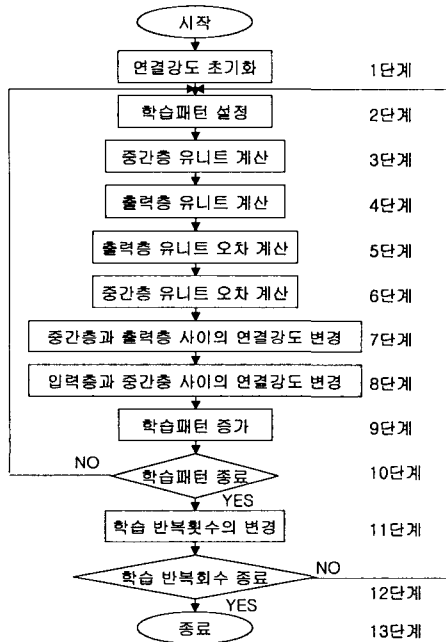 시작
연결강도 초기화 1단계
학습패턴 설정 2단계
중간층 유니트 계산 3단계
출력층 유니트 계산 4단계
출력층 유니트 오차 계산 5단계
중간층 유니트 오차 계산 6단계
중간층과 출력층 사이의 연결강도 변경 7단계
입력층과 중간층 사이의 연결강도 변경 8단계
학습패턴 증가 9단계
NO
학습패턴 종료 10단계
YES
학습 반복횟수의 변경 11단계
NO
학습 반복회수 종료
12단계
YES
종료 13단계